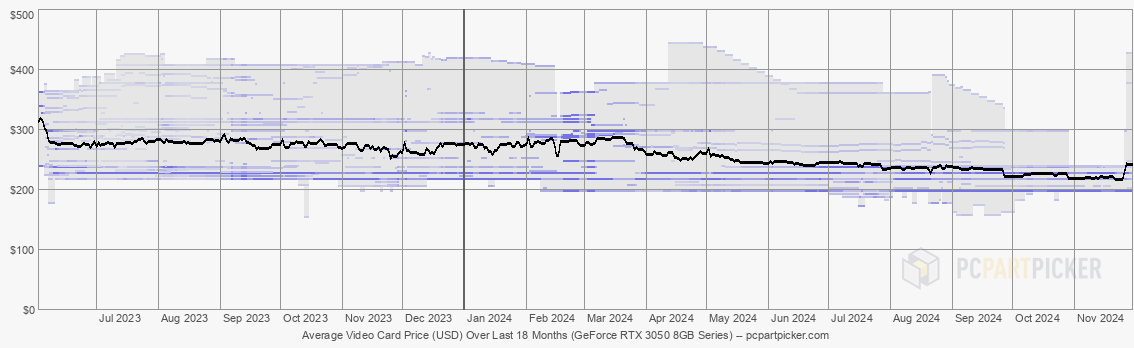 $500
$400
$300
$200
$100
$0
PCPARTPICKER
Jul 2023 Aug 2023 Sep 2023 Oct 2023 Nov 2023 Dec 2023 Jan 2024 Feb 2024 Mar 2024 Apr 2024 May 2024 Jun 2024 Jul 2024 Aug 2024 Sep 2024 Oct 2024 Nov 2024
Average Video Card Price (USD) Over Last 18 Months (GeForce RTX 3050 8GB Series) -- pcpartpicker.com